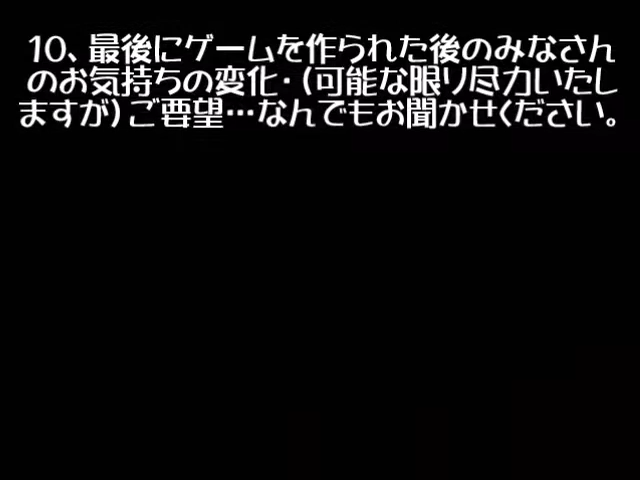 10、最後にゲームを作られた後のみなさん
のお気持ちの変化・(可能な限り尽力いたし
ますが)ご要望…なんでもお聞かせください。